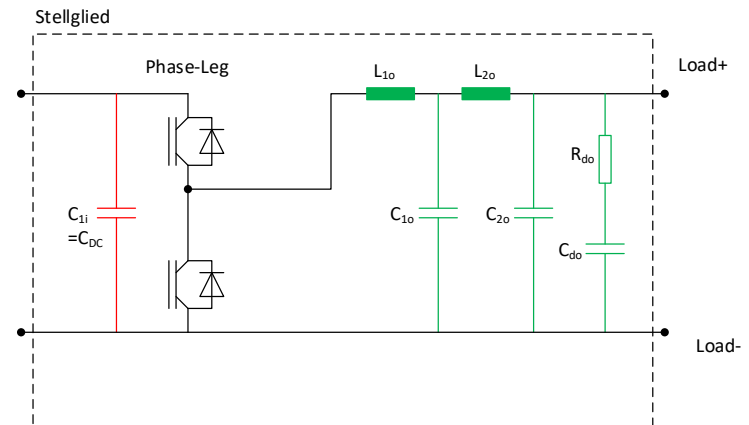 Stellglied
Phase-Leg
L1o
L2o
Load+
Rdo
C1i
=CDC
C1o
C2o
Cdo
Load-